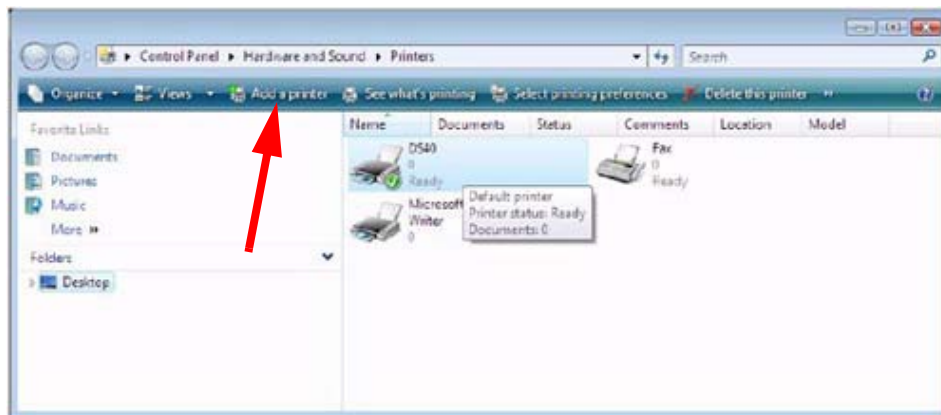 Control Panel ▸ Hardware and Sound ▸ Printers
Search
Organize Views Add a printer See what's printing Select printing preferences Delete this printer »
Favorite Links
Documents
Pictures
Music
More »
Folders
Desktop
Name Documents Status Comments Location Model
D540
0
Ready
Fax
0
Ready
Microsoft
Writer
0
Default printer
Printer status: Ready
Documents: 0